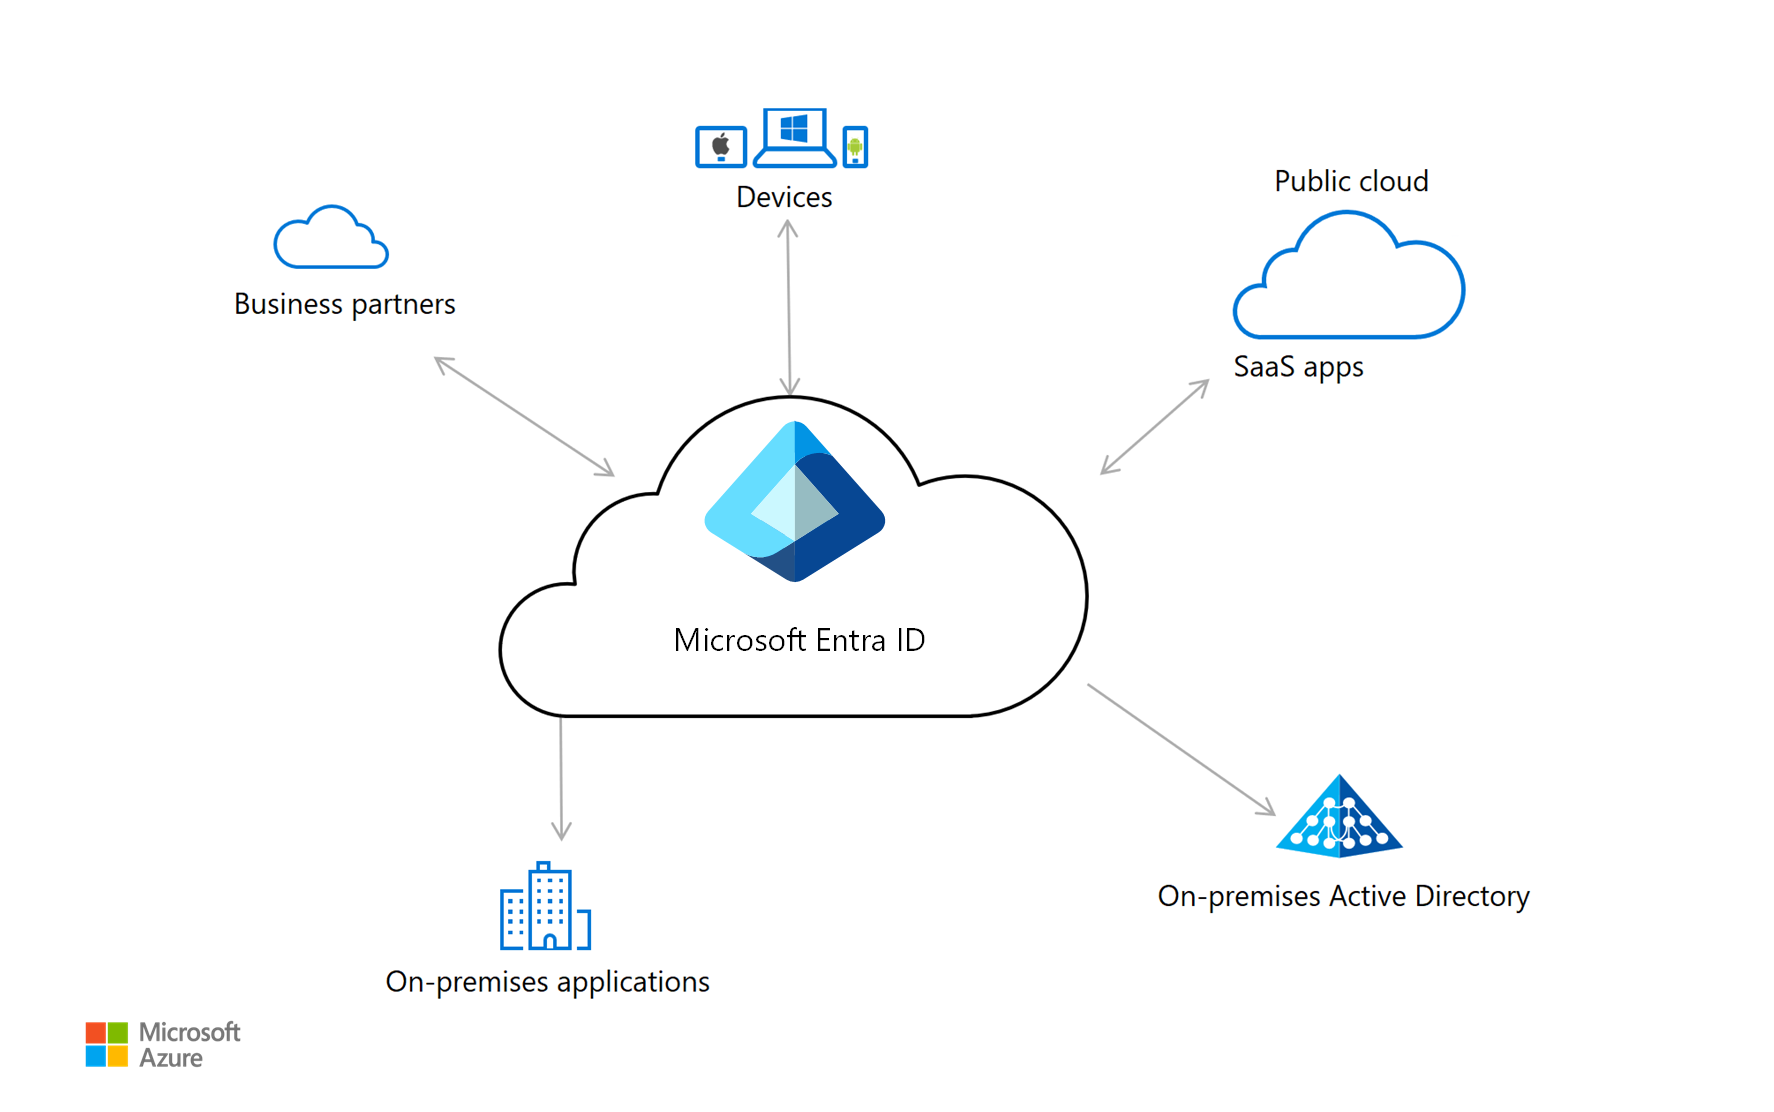 Devices
Public cloud
Business partners
SaaS apps
Microsoft Entra ID
On-premises Active Directory
On-premises applications
Microsoft
Azure